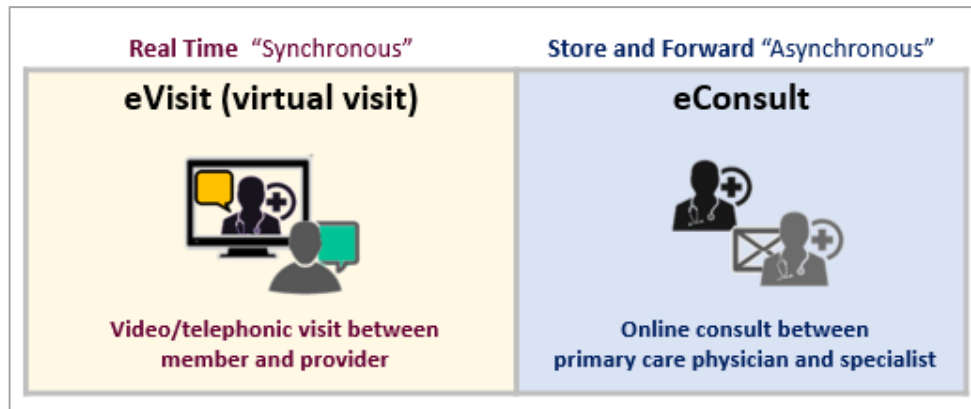 Real Time “Synchronous”
Store and Forward “Asynchronous”
eVisit (virtual visit)
eConsult
Video/telephonic visit between
member and provider
Online consult between
primary care physician and specialist